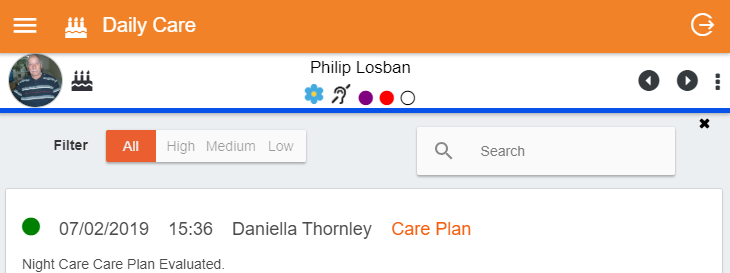 Daily Care
Philip Losban
Filter All High Medium Low Search
07/02/2019 15:36 Daniella Thornley Care Plan
Night Care Care Plan Evaluated.